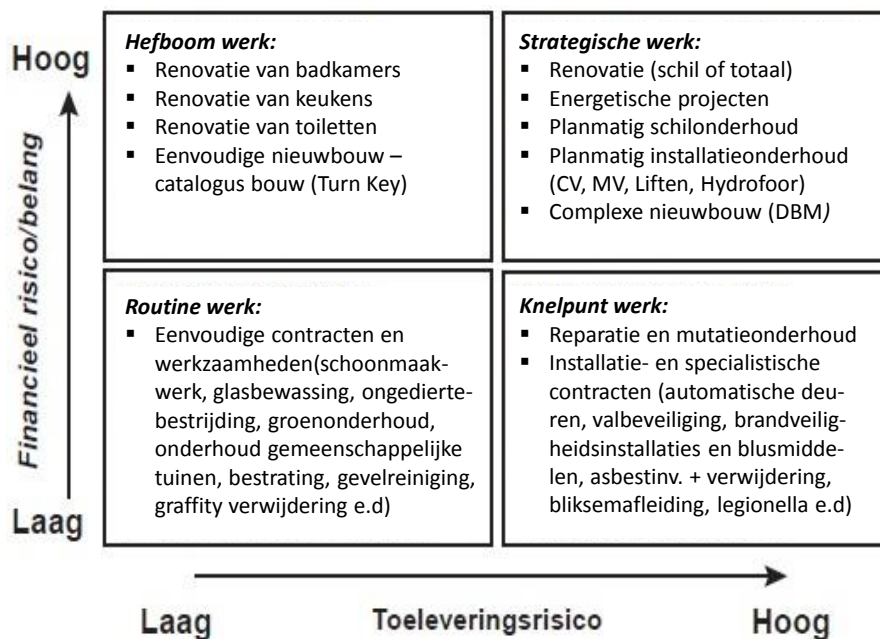 Hoog
Financieel risico/belang
Laag
Hefboom werk:
▪ Renovatie van badkamers
▪ Renovatie van keukens
▪ Renovatie van toiletten
▪ Eenvoudige nieuwbouw –
catalogus bouw (Turn Key)
Strategische werk:
▪ Renovatie (schil of totaal)
▪ Energetische projecten
▪ Planmatig schilonderhoud
▪ Planmatig installatieonderhoud
(CV, MV, Liften, Hydrofoor)
▪ Complexe nieuwbouw (DBM)
Routine werk:
▪ Eenvoudige contracten en
werkzaamheden(schoonmaak-
werk, glasbewassing, ongedierte-
bestrijding, groenonderhoud,
onderhoud gemeenschappelijke
tuinen, bestrating, gevelreiniging,
graffity verwijdering e.d)
Knelpunt werk:
▪ Reparatie en mutatieonderhoud
▪ Installatie- en specialistische
contracten (automatische deu-
ren, valbeveiliging, brandveilig-
heidsinstallaties en blusmidde-
len, asbestinv. + verwijdering,
bliksemafleiding, legionella e.d)
Laag
Toeleveringsrisico
Hoog